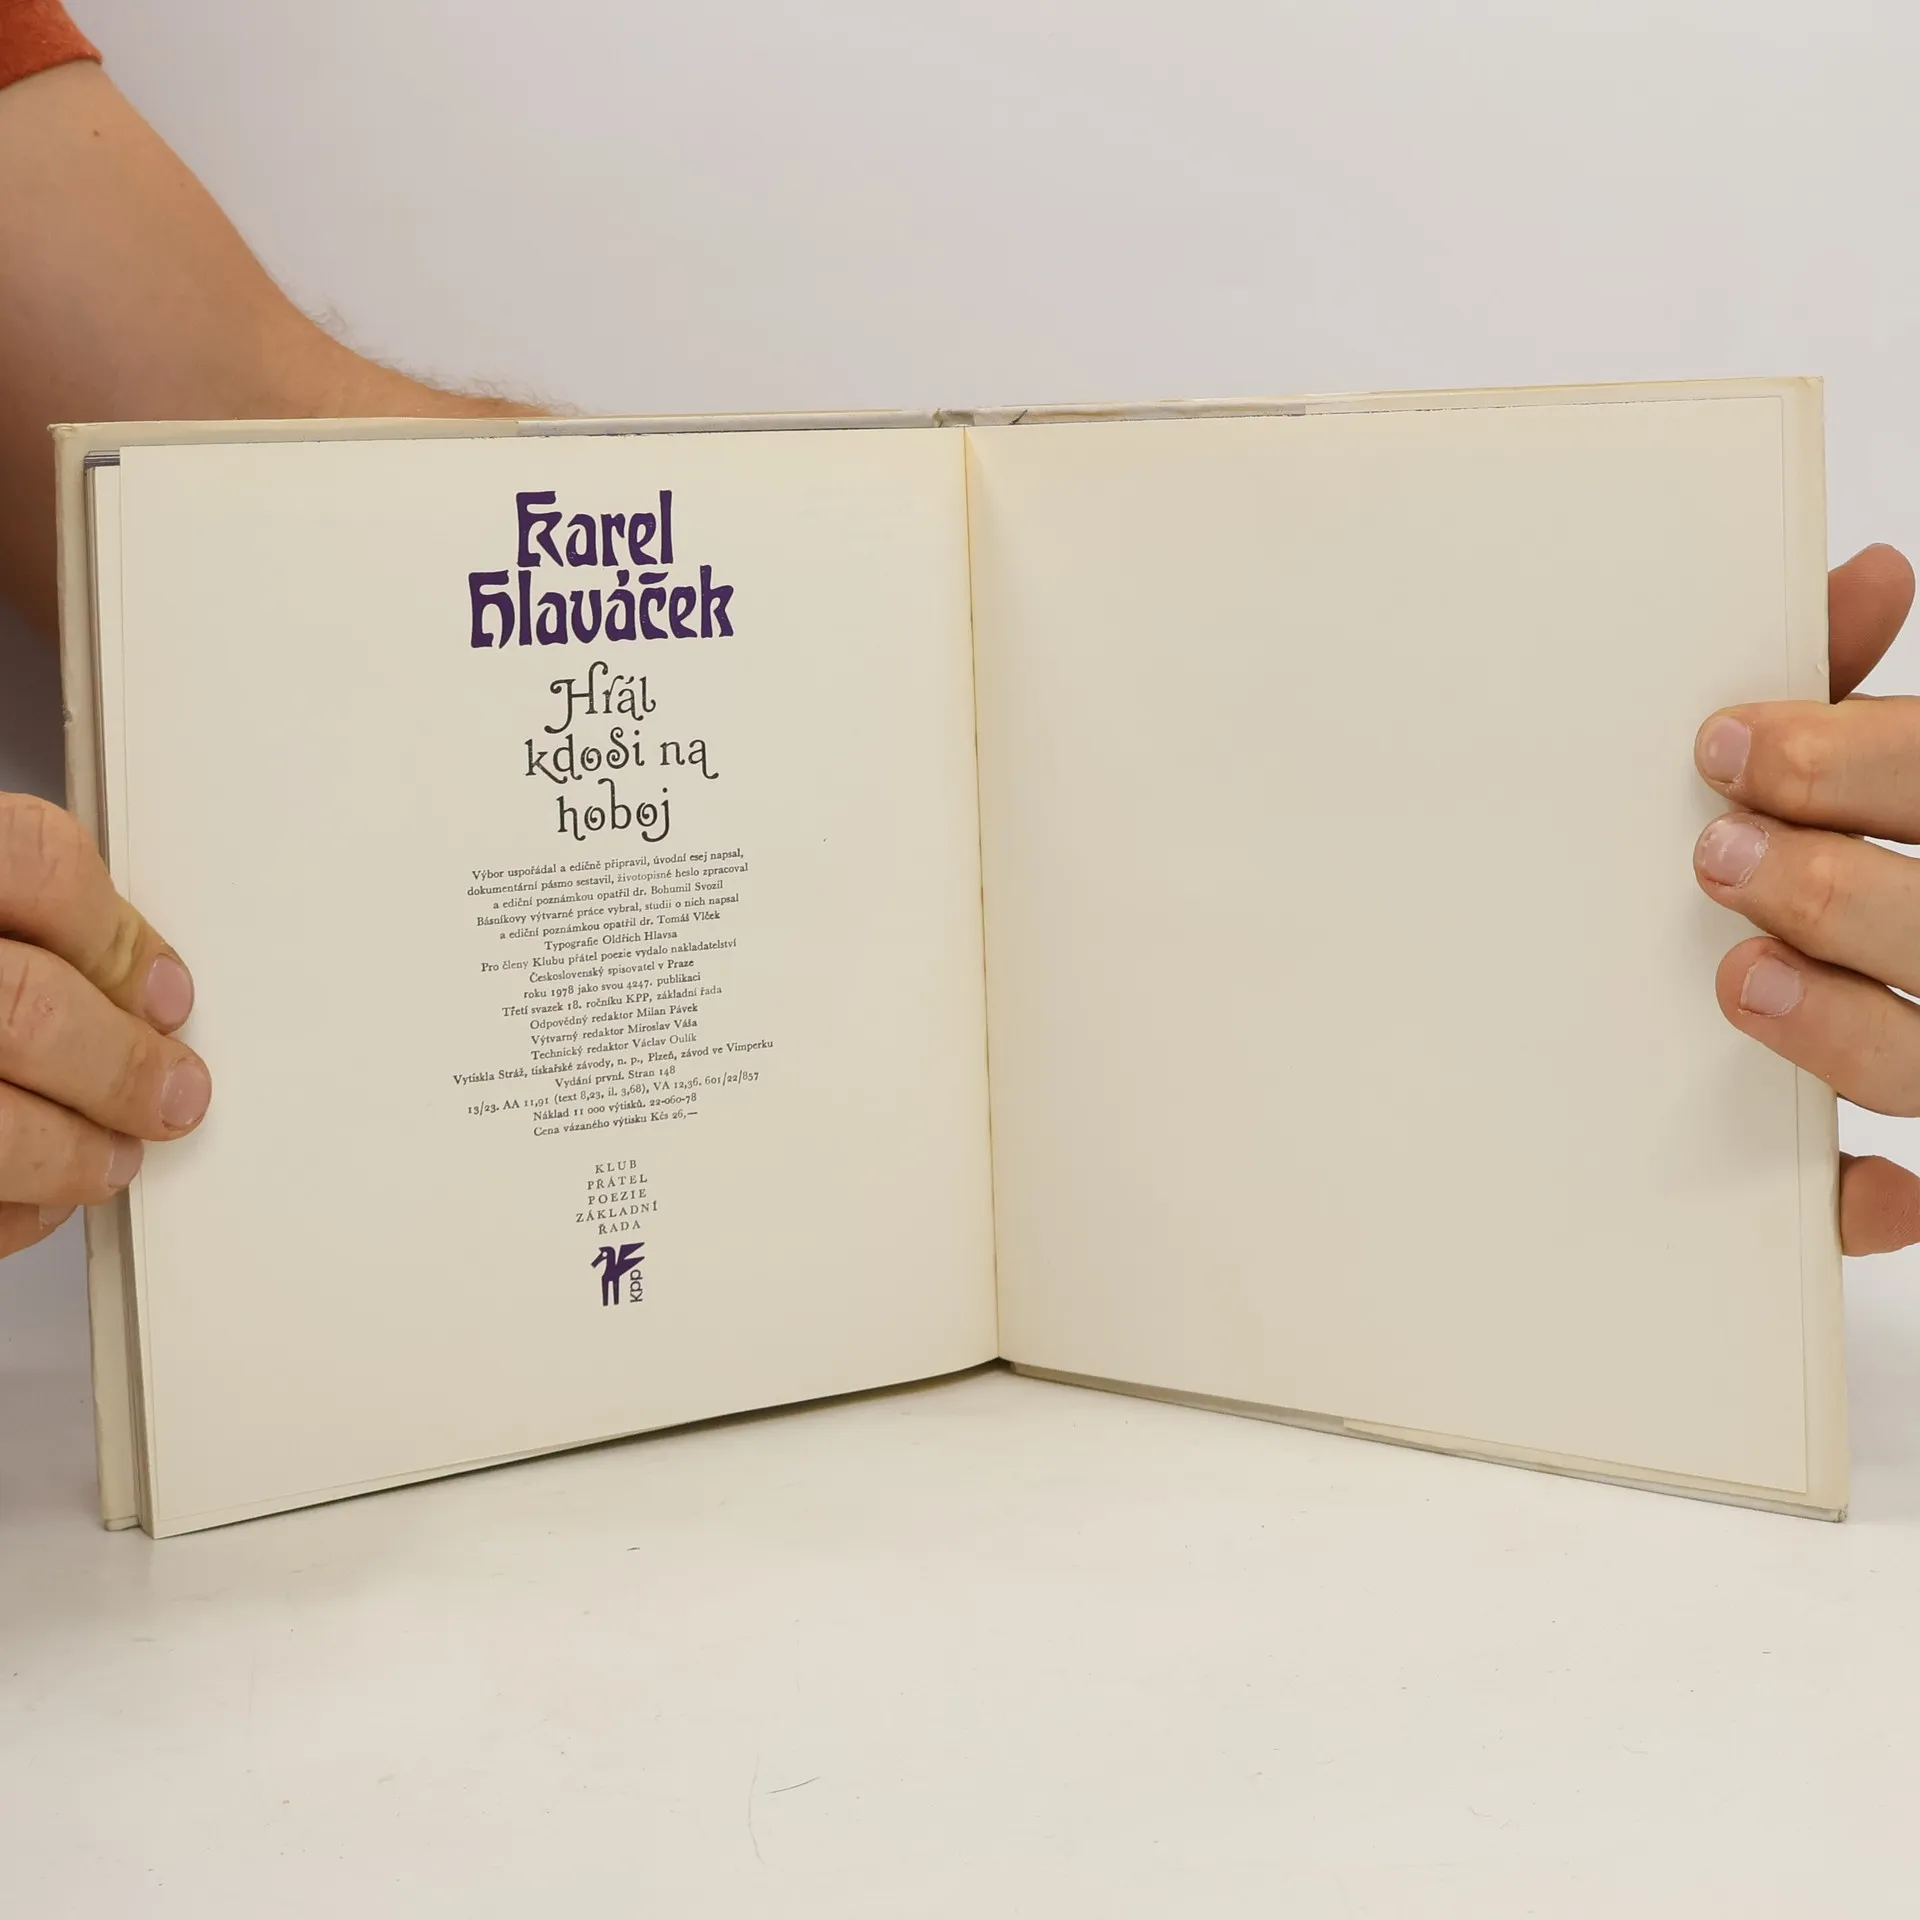 Karel
Hlaváček
Hrál
kdosi na
hoboj
Výbor uspořádal a edičně připravil, úvodní esej napsal,
dokumentární pásmo sestavil, životopisné heslo zpracoval
a ediční poznámkou opatřil dr. Bohumil Svozil
Básníkovy výtvarné práce vybral, studii o nich napsal
a ediční poznámkou opatřil dr. Tomáš Vlček
Typografie Oldřich Hlavsa
Pro členy Klubu přátel poezie vydalo nakladatelství
Československý spisovatel v Praze
roku 1978 jako svou 4247. publikaci
Třetí svazek 18. ročníku KPP, základní řada
Odpovědný redaktor Milan Pávek
Výtvarný redaktor Miroslav Váša
Technický redaktor Václav Oulík
Vytiskla Stráž, tiskařské závody, n. p., Plzeň, závod ve Vimperku
Vydání první. Stran 148
13/23. AA 11,91 (text 8,23, il. 3,68), VA 12,36. 601/22/857
Náklad 11 000 výtisků. 22-060-78
Cena vázaného výtisku Kčs 26,—
KLUB
PŘÁTEL
POEZIE
ZÁKLADNÍ
ŘADA
kpp